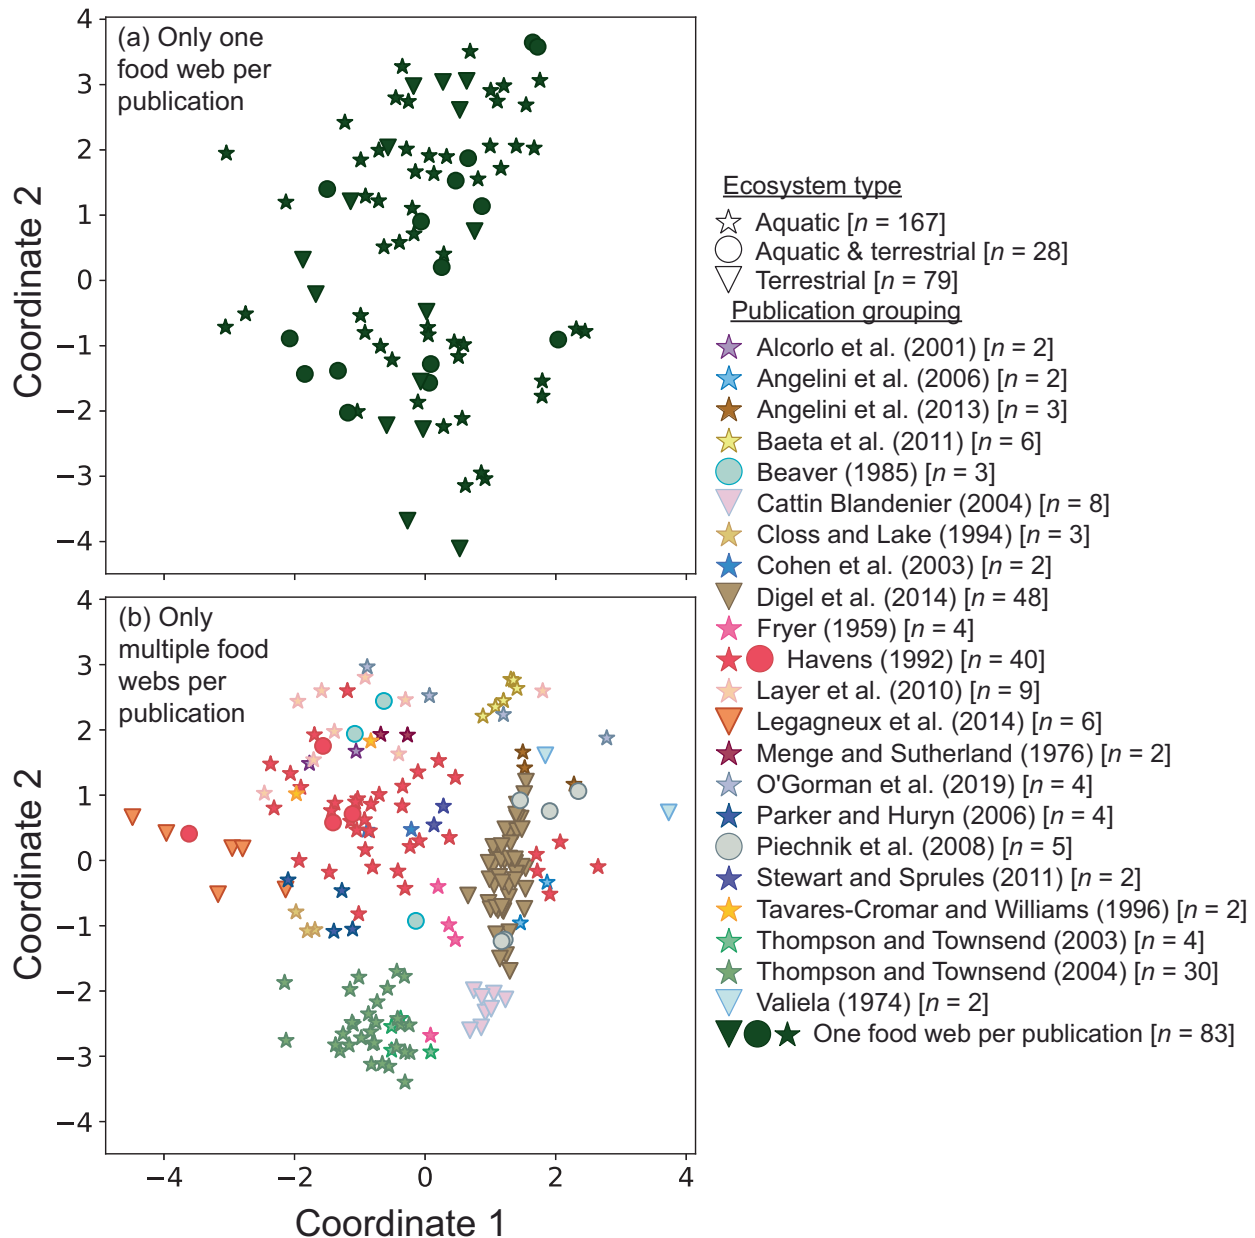 (a) Only one
food web per
publication
4
3
2
1
0
−1
−2
−3
−4
Coordinate 2
(b) Only
multiple food
webs per
publication
4
3
2
1
0
−1
−2
−3
−4
Coordinate 2
−4 −2 0 2 4
Coordinate 1
Ecosystem type
Aquatic [n = 167]
Aquatic & terrestrial [n = 28]
Terrestrial [n = 79]
Publication grouping
Alcorlo et al. (2001) [n = 2]
Angelini et al. (2006) [n = 2]
Angelini et al. (2013) [n = 3]
Baeta et al. (2011) [n = 6]
Beaver (1985) [n = 3]
Cattin Blandenier (2004) [n = 8]
Closs and Lake (1994) [n = 3]
Cohen et al. (2003) [n = 2]
Digel et al. (2014) [n = 48]
Fryer (1959) [n = 4]
Havens (1992) [n = 40]
Layer et al. (2010) [n = 9]
Legagneux et al. (2014) [n = 6]
Menge and Sutherland (1976) [n = 2]
O'Gorman et al. (2019) [n = 4]
Parker and Huryn (2006) [n = 4]
Piechnik et al. (2008) [n = 5]
Stewart and Sprules (2011) [n = 2]
Tavares-Cromar and Williams (1996) [n = 2]
Thompson and Townsend (2003) [n = 4]
Thompson and Townsend (2004) [n = 30]
Valiela (1974) [n = 2]
One food web per publication [n = 83]